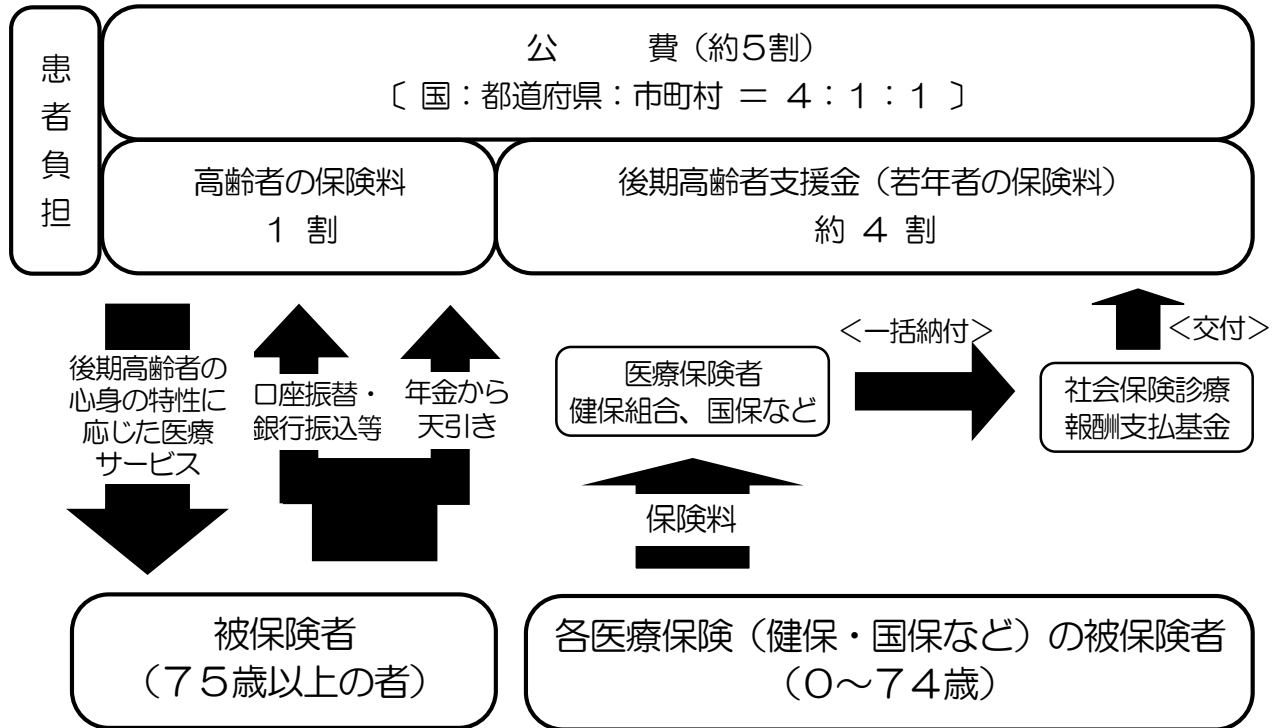 患
者
負
担
公　　　費（約5割）
〔 国：都道府県：市町村 ＝ ４：１：１ 〕
高齢者の保険料
１ 割
後期高齢者支援金（若年者の保険料）
約 ４ 割
後期高齢者の
心身の特性に
応じた医療
サービス
口座振替・
銀行振込等
年金から
天引き
医療保険者
健保組合、国保など
＜一括納付＞
＜交付＞
社会保険診療
報酬支払基金
保険料
被保険者
（７５歳以上の者）
各医療保険（健保・国保など）の被保険者
（０～７４歳）